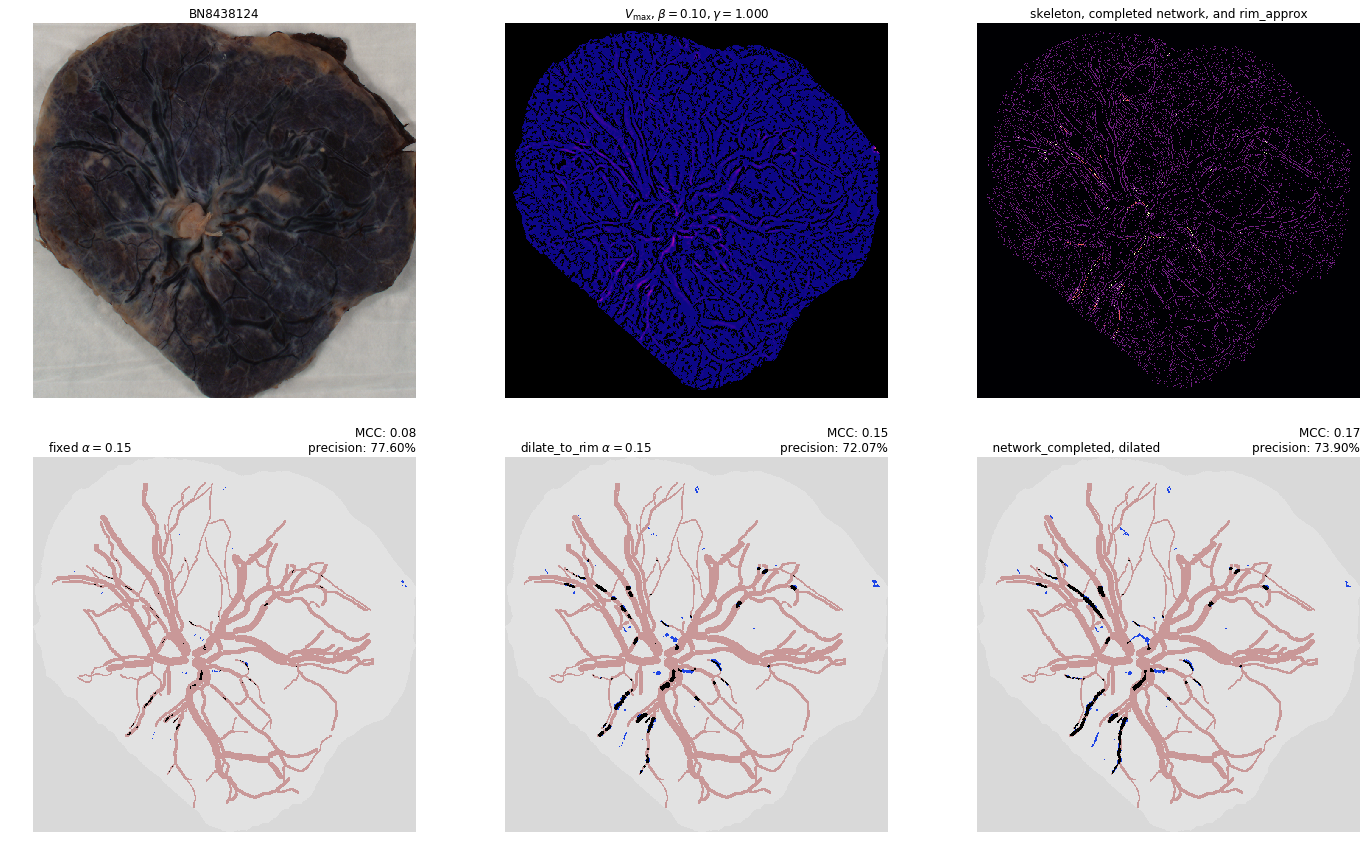 BN8438124
V_max, β = 0.10, γ = 1.000
skeleton, completed network, and rim_approx
fixed α = 0.15
MCC: 0.08
precision: 77.60%
dilate_to_rim α = 0.15
MCC: 0.15
precision: 72.07%
network_completed, dilated
MCC: 0.17
precision: 73.90%